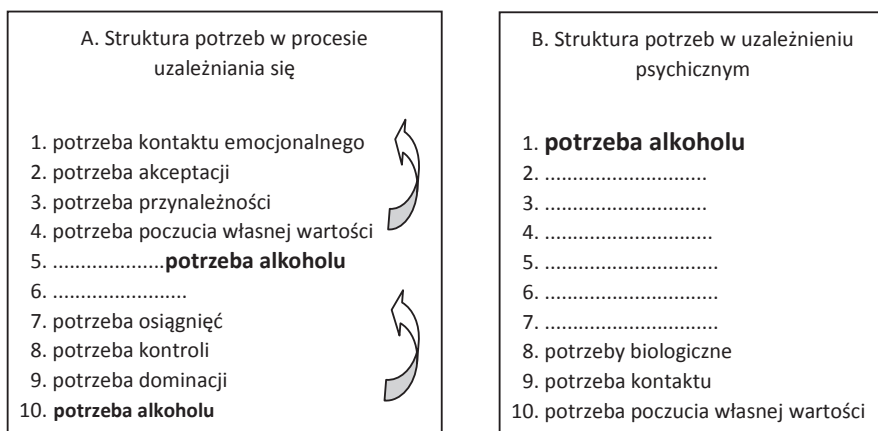 A. Struktura potrzeb w procesie
uzależniania się
1. potrzeba kontaktu emocjonalnego
2. potrzeba akceptacji
3. potrzeba przynależności
4. potrzeba poczucia własnej wartości
5. .....................potrzeba alkoholu
6. .........................
7. potrzeba osiągnięć
8. potrzeba kontroli
9. potrzeba dominacji
10. potrzeba alkoholu
B. Struktura potrzeb w uzależnieniu
psychicznym
1. potrzeba alkoholu
2. ..............................
3. ..............................
4. ...............................
5. ................................
6. ................................
7. ................................
8. potrzeby biologiczne
9. potrzeba kontaktu
10. potrzeba poczucia własnej wartości